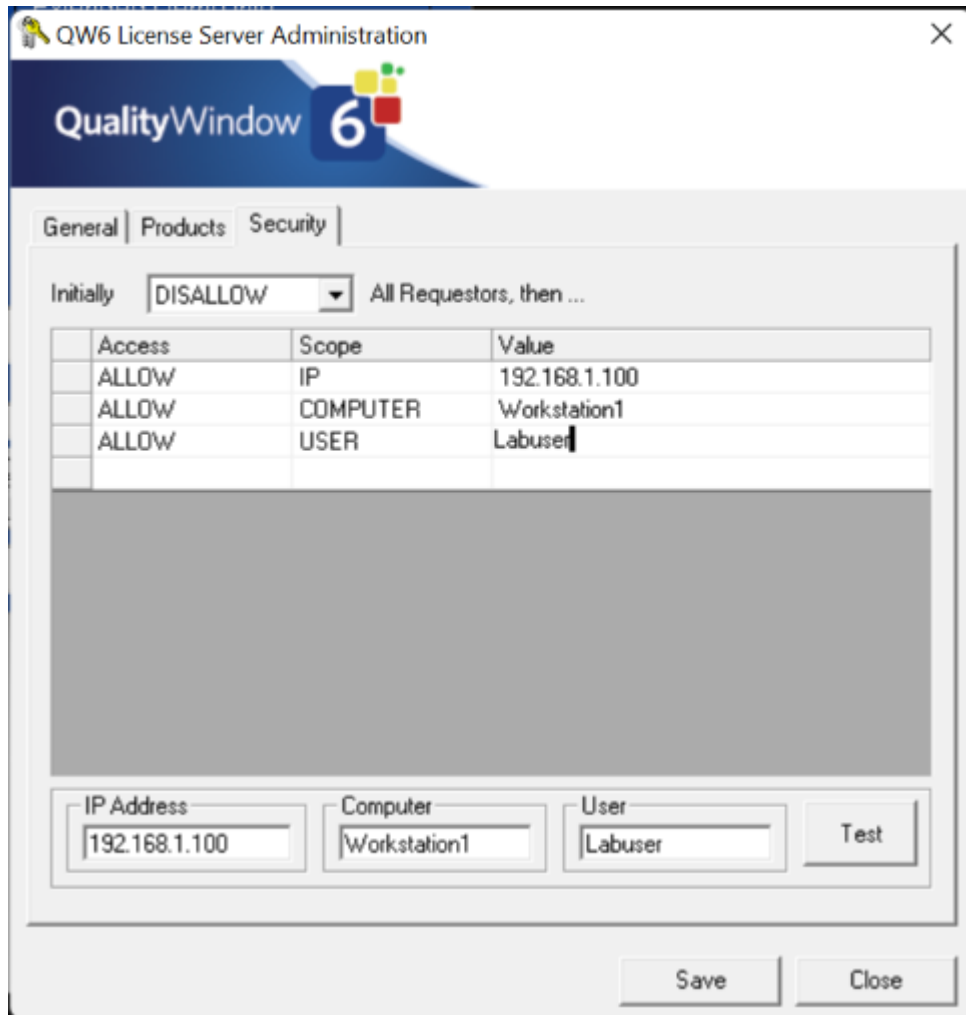 QW6 License Server Administration
QualityWindow 6
General Products Security
Initially DISALLOW All Requestors, then ...
Access Scope Value
ALLOW IP 192.168.1.100
ALLOW COMPUTER Workstation1
ALLOW USER Labuser
IP Address Computer User
192.168.1.100 Workstation1 Labuser Test
Save Close